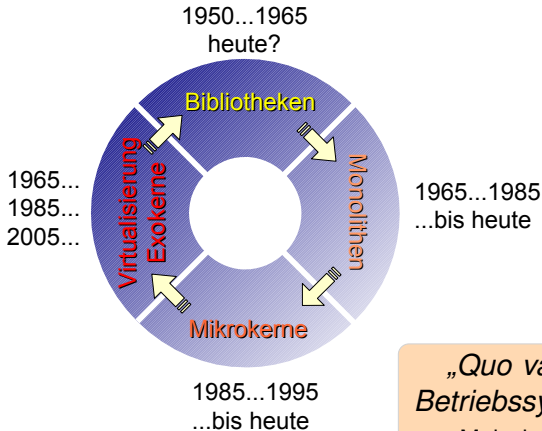 1950...1965
heute?
Bibliotheken
Monolithen
1965...1985
...bis heute
Mikrokerne
1985...1995
...bis heute
Virtualisierung
Exokerne
1965...
1985...
2005...
„Quo
Betriebssy